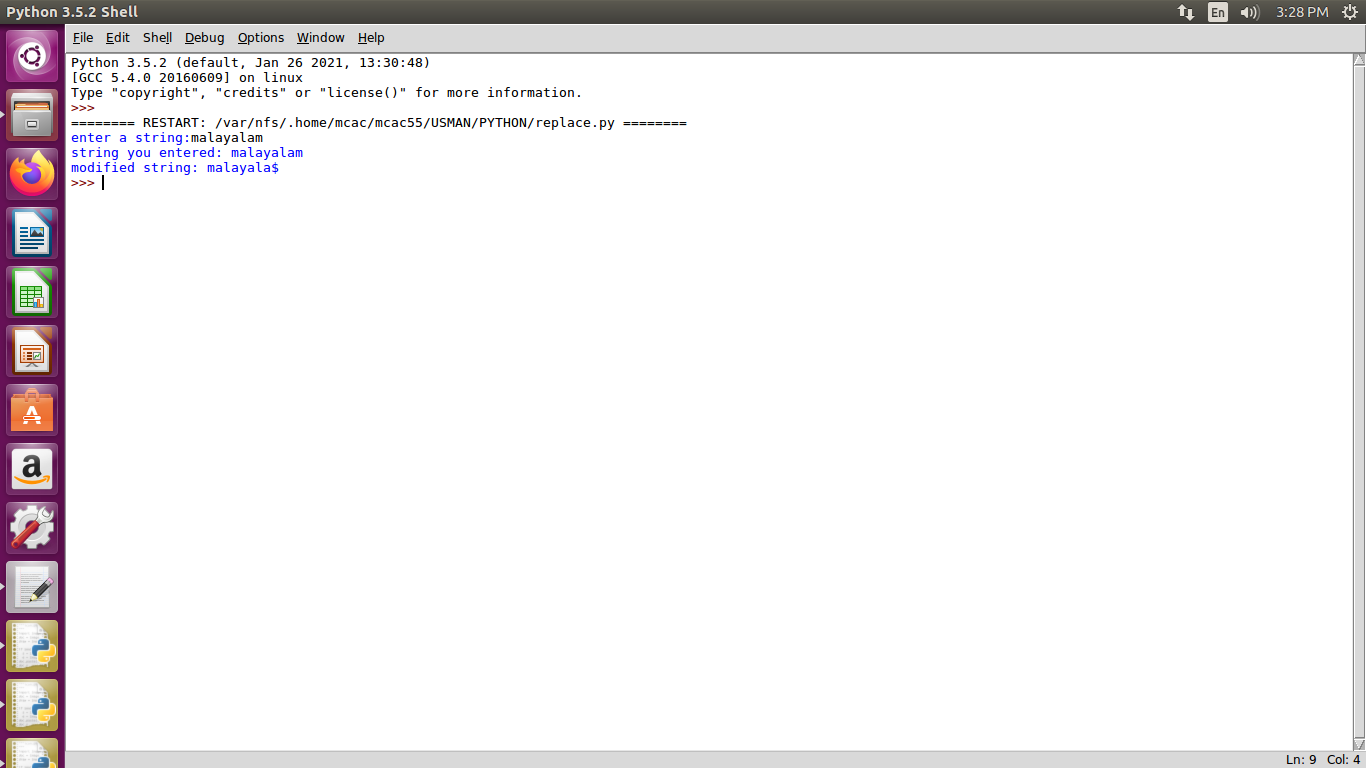 Python 3.5.2 Shell
En
3:28 PM
File Edit Shell Debug Options Window Help
Python 3.5.2 (default, Jan 26 2021, 13:30:48)
[GCC 5.4.0 20160609] on linux
Type "copyright", "credits" or "license()" for more information.
>>>
======== RESTART: /var/nfs/.home/mcac/mcac55/USMAN/PYTHON/replace.py ========
enter a string:malayalam
string you entered: malayalam
modified string: malayala$
>>>
Ln: 9 Col: 4